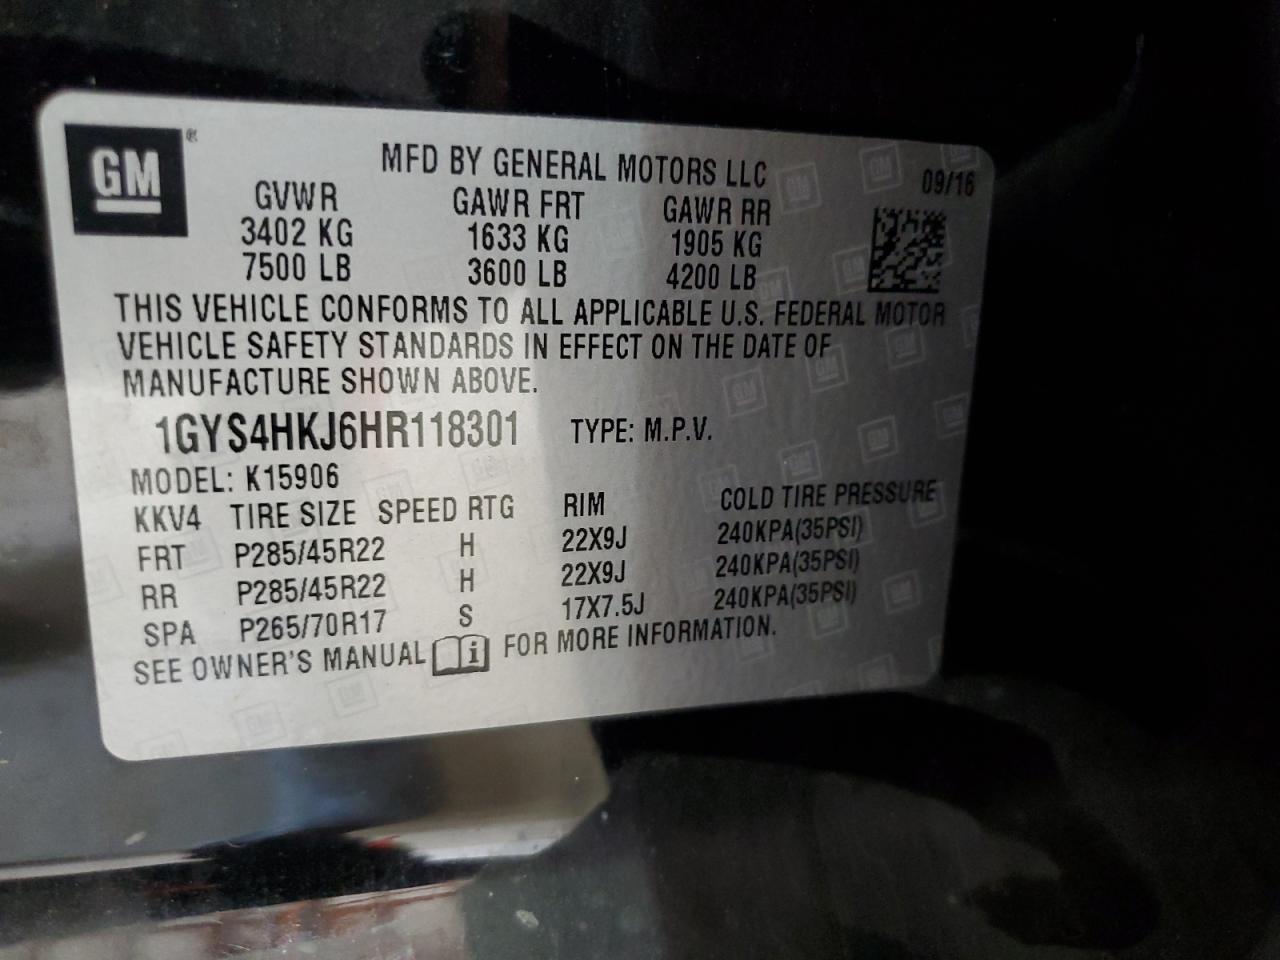 GM ®
MFD BY GENERAL MOTORS LLC
09/16
GVWR GAWR FRT GAWR RR
3402 KG 1633 KG 1905 KG
7500 LB 3600 LB 4200 LB
THIS VEHICLE CONFORMS TO ALL APPLICABLE U.S. FEDERAL MOTOR
VEHICLE SAFETY STANDARDS IN EFFECT ON THE DATE OF
MANUFACTURE SHOWN ABOVE.
1GYS4HKJ6HR118301 TYPE: M.P.V.
MODEL: K15906
KKV4 TIRE SIZE SPEED RTG RIM COLD TIRE PRESSURE
FRT P285/45R22 H 22X9J 240KPA(35PSI)
RR P285/45R22 H 22X9J 240KPA(35PSI)
SPA P265/70R17 S 17X7.5J 240KPA(35PSI)
SEE OWNER'S MANUAL i FOR MORE INFORMATION.